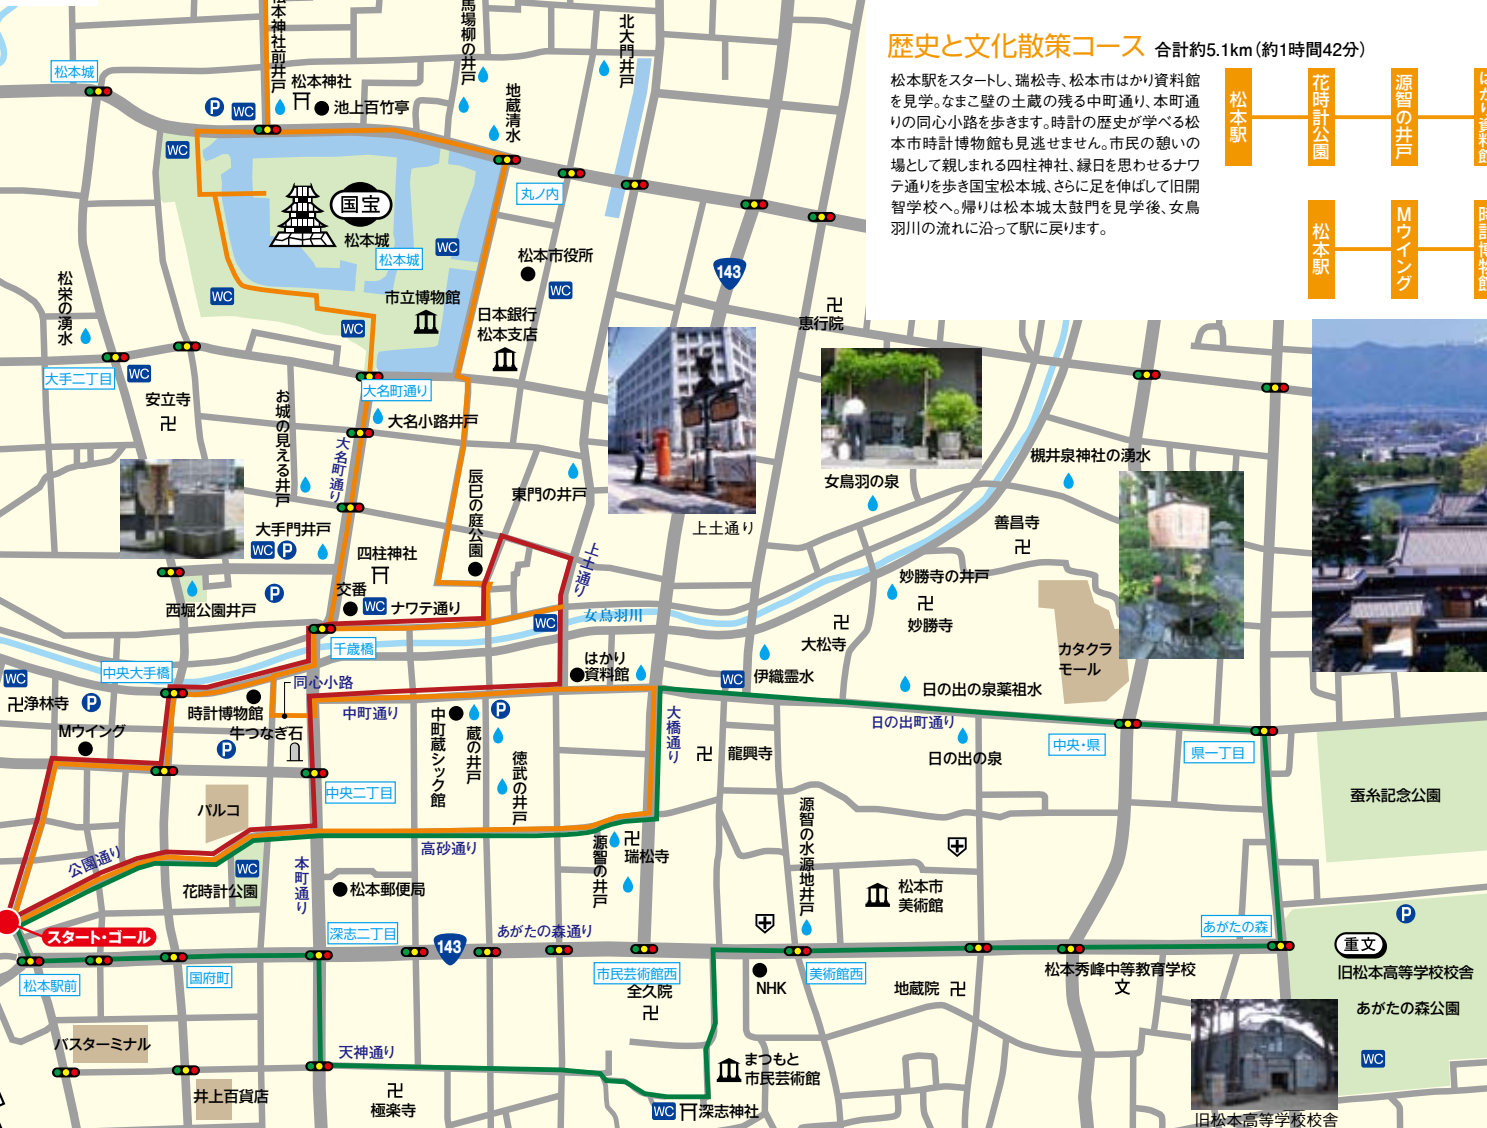 歴史と文化散策コース 合計約5.1km（約1時間42分）
松本駅をスタートし、瑞松寺、松本市はかり資料館
を見学。なまこ壁の土蔵の残る中町通り、本町通
りの同心小路を歩きます。時計の歴史が学べる松
本市時計博物館も見逃せません。市民の憩いの
場として親しまれる四柱神社、縁日を思わせるナワ
テ通りを歩き国宝松本城、さらに足を伸ばして旧開
智学校へ。帰りは松本城太鼓門を見学後、女鳥
羽川の流れに沿って駅に戻ります。
松本駅
花時計公園
源智の井戸
はかり資料館
松本駅
Mウイング
時計博物館
松本神社前井戸
馬場柳の井戸
北大門井戸
松本城
松本神社
P
WC
池上百竹亭
地蔵清水
WC
丸ノ内
国宝
松本城
松本城
WC
松本市役所
WC
143
WC
市立博物館
日本銀行
松本支店
WC
松栄の湧水
恵行院
大手二丁目
WC
大名町通り
安立寺
お城の見える井戸
大名小路井戸
大名町通り
辰巳の庭公園
東門の井戸
槻井泉神社の湧水
女鳥羽の泉
上土通り
大手門井戸
WC
P
善昌寺
四柱神社
上土通り
妙勝寺の井戸
妙勝寺
西堀公園井戸
P
交番
WC
ナワテ通り
WC
女鳥羽川
大松寺
千歳橋
カタクラ
モール
中央大手橋
WC
はかり
資料館
WC
伊織霊水
同心小路
浄林寺
P
時計博物館
中町通り
P
日の出の泉薬祖水
Mウイング
牛つなぎ石
P
中町蔵シック館
蔵の井戸
徳武の井戸
大橋通り
日の出町通り
龍興寺
日の出の泉
中央・県
県一丁目
中央二丁目
パルコ
蚕糸記念公園
源智の水源地井戸
高砂通り
源智の井戸
瑞松寺
公園通り
WC
花時計公園
本町通り
松本郵便局
松本市
美術館
スタート・ゴール
深志二丁目
143
あがたの森通り
あがたの森
P
重文
松本駅前
国府町
市民芸術館西
全久院
NHK
美術館西
地蔵院
松本秀峰中等教育学校
文
旧松本高等学校校舎
あがたの森公園
バスターミナル
天神通り
まつもと
市民芸術館
WC
井上百貨店
極楽寺
WC
深志神社
旧松本高等学校校舎